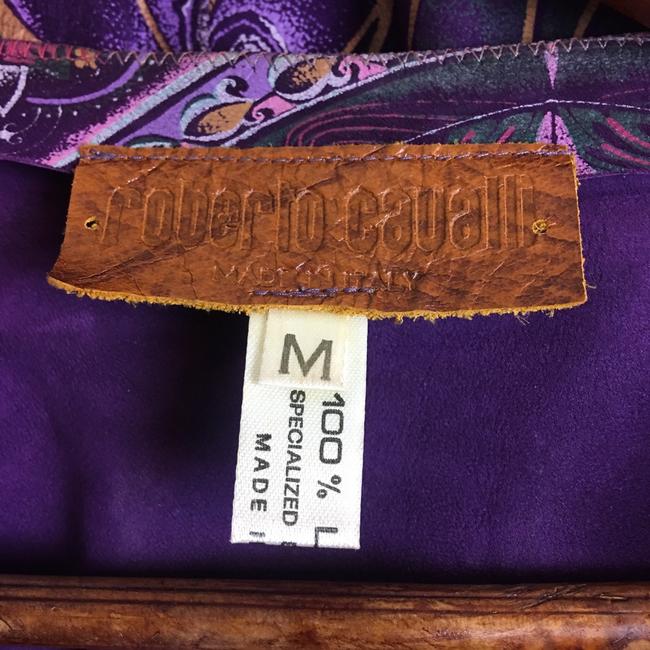 roberto cavalli
MADE IN ITALY
M
100 % L
SPECIALIZED
MADE I